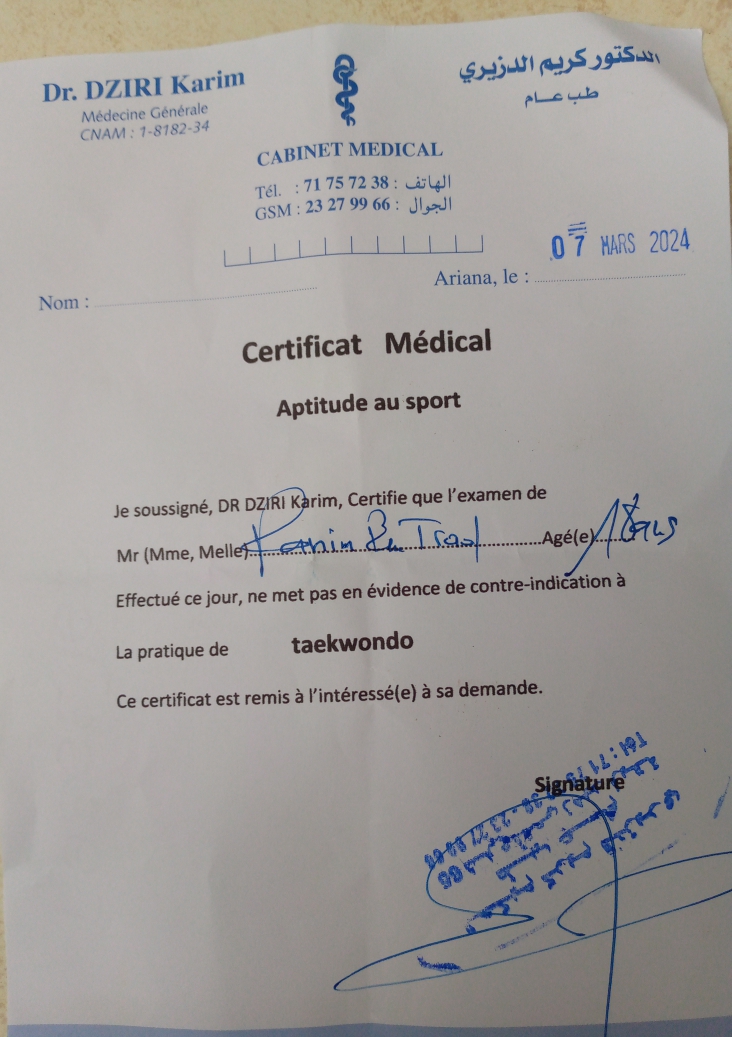 Dr. DZIRI Karim
Médecine Générale
CNAM : 1-8182-34
الدكتور كريم الدزيري
طب عــام
CABINET MEDICAL
Tél. : 71 75 72 38 : الهاتف
GSM : 23 27 99 66 : الجوال
07 MARS 2024
Ariana, le :
Nom :
Certificat Médical
Aptitude au sport
Je soussigné, DR DZIRI Karim, Certifie que l'examen de
Mr (Mme, Melle) Agé(e)
Effectué ce jour, ne met pas en évidence de contre-indication à
La pratique de taekwondo
Ce certificat est remis à l'intéressé(e) à sa demande.
Signature